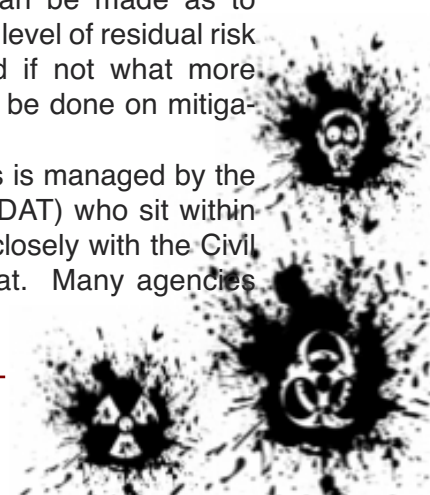 an be made as to
level of residual risk
d if not what more
be done on mitiga-
s is managed by the
DAT) who sit within
closely with the Civil
at. Many agencies